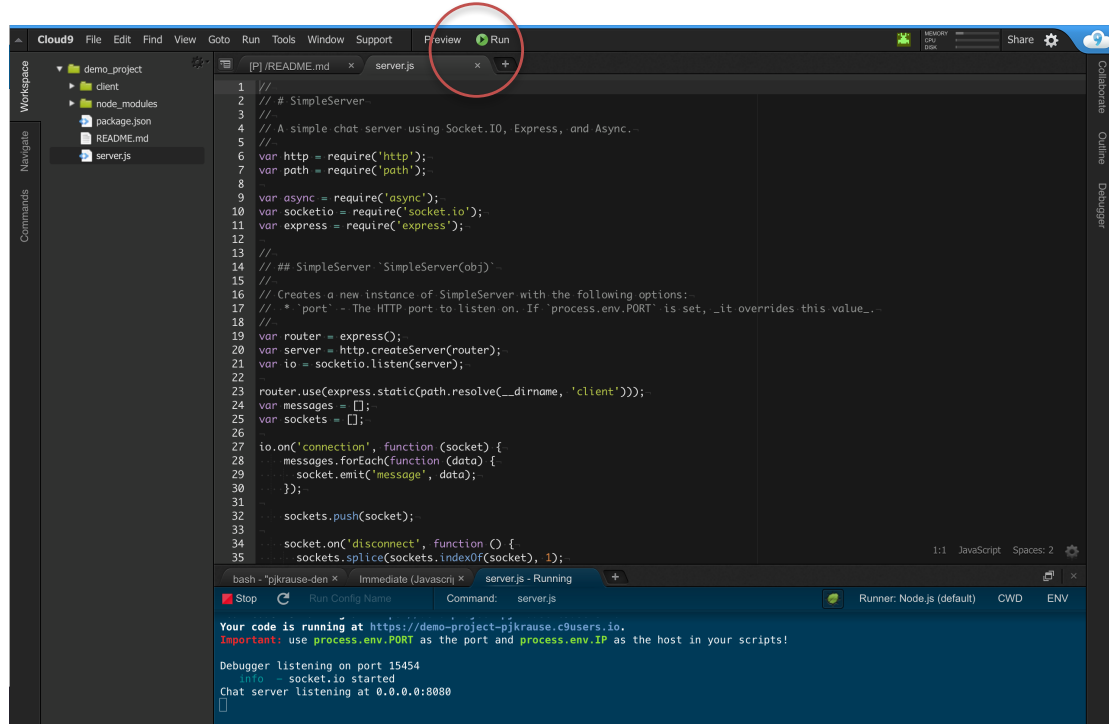 Cloud9 File Edit Find View Goto Run Tools Window Support Preview Run MEMORY CPU DISK Share
Workspace
Navigate
Commands
demo_project
client
node_modules
package.json
README.md
server.js
[P] /README.md × server.js × +
1 //
2 // # SimpleServer
3 //
4 // A simple chat server using Socket.IO, Express, and Async.
5 //
6 var http = require('http');
7 var path = require('path');
8
9 var async = require('async');
10 var socketio = require('socket.io');
11 var express = require('express');
12
13 //
14 // ## SimpleServer `SimpleServer(obj)`
15 //
16 // Creates a new instance of SimpleServer with the following options:
17 // * `port` - The HTTP port to listen on. If `process.env.PORT` is set, _it overrides this value_.
18 //
19 var router = express();
20 var server = http.createServer(router);
21 var io = socketio.listen(server);
22
23 router.use(express.static(path.resolve(__dirname, 'client')));
24 var messages = [];
25 var sockets = [];
26
27 io.on('connection', function (socket) {
28 messages.forEach(function (data) {
29 socket.emit('message', data);
30 });
31
32 sockets.push(socket);
33
34 socket.on('disconnect', function () {
35 sockets.splice(sockets.indexOf(socket), 1);
1:1 JavaScript Spaces: 2
Collaborate
Outline
Debugger
bash - "pjkrause-den × Immediate (Javascrip × server.js - Running +
Stop Run Config Name Command: server.js Runner: Node.js (default) CWD ENV
Your code is running at https://demo-project-pjkrause.c9users.io.
Important: use process.env.PORT as the port and process.env.IP as the host in your scripts!
Debugger listening on port 15454
info - socket.io started
Chat server listening at 0.0.0.0:8080